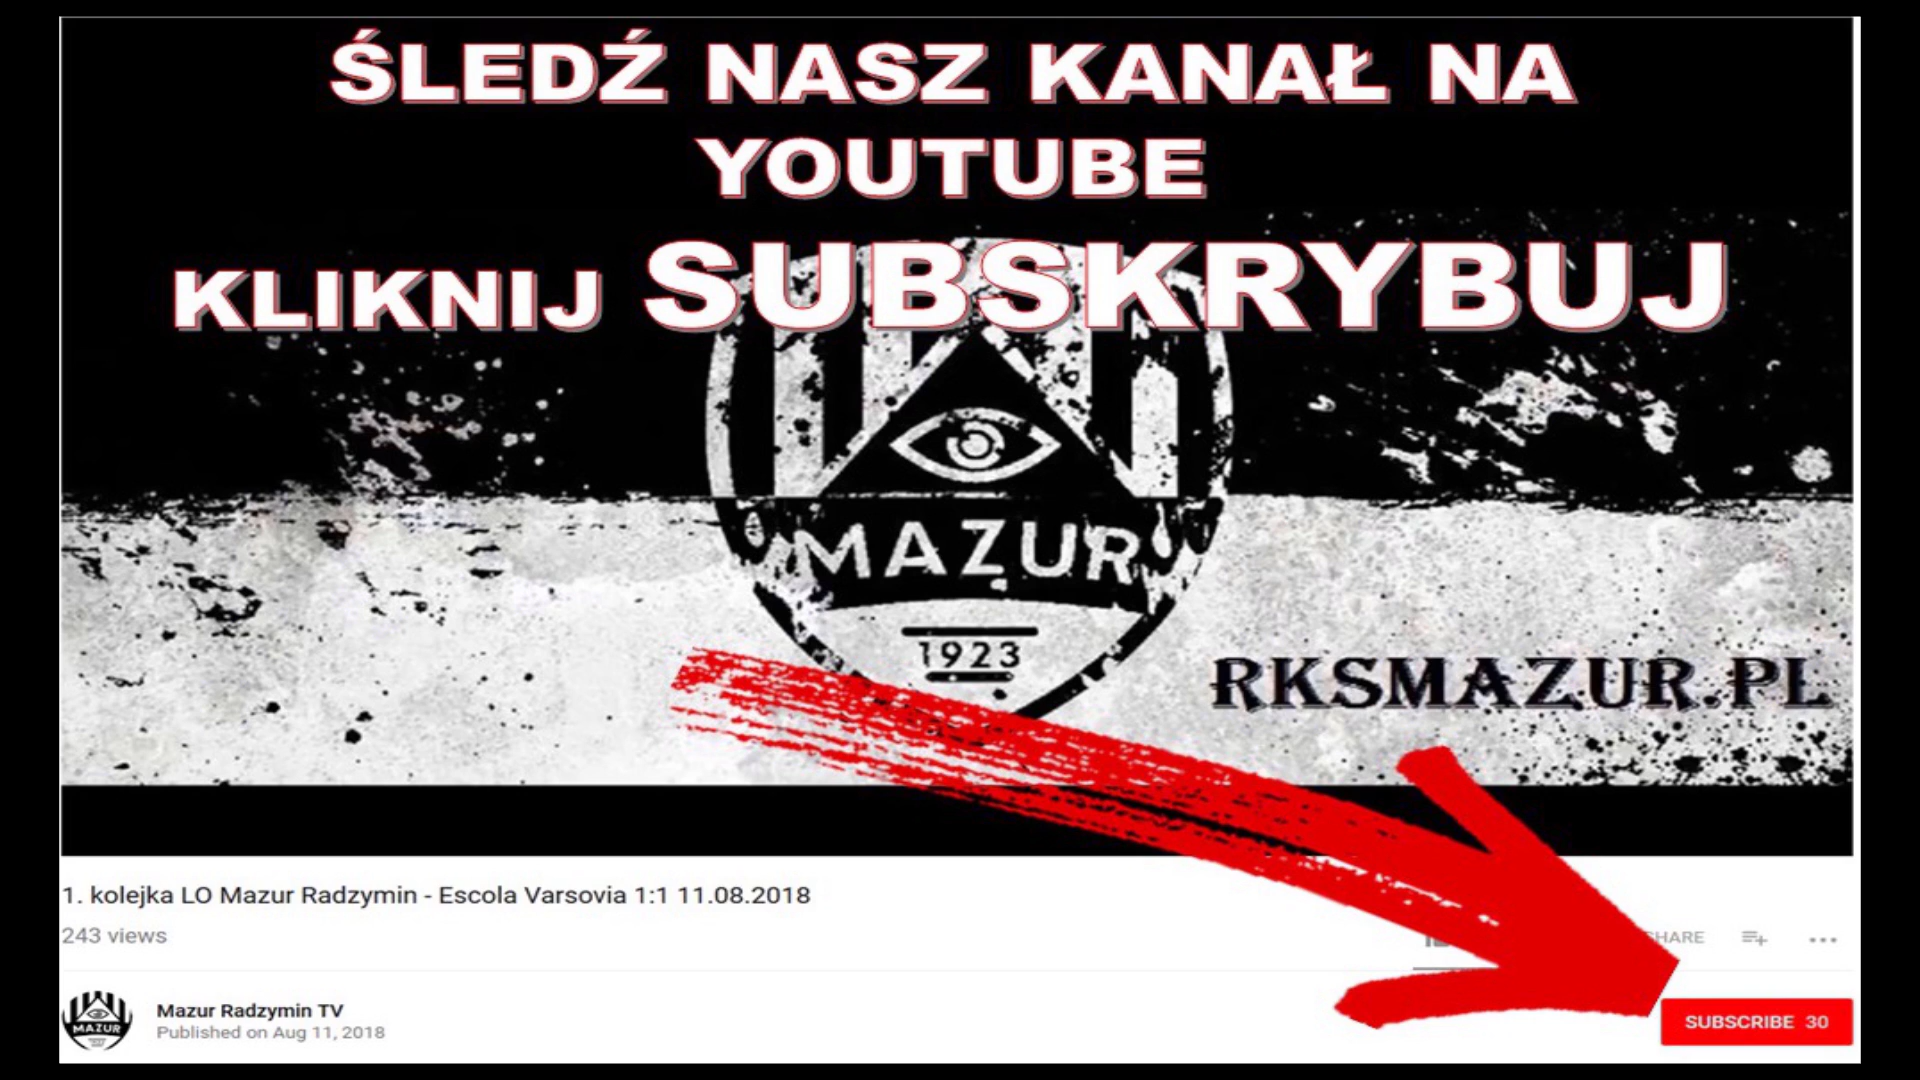 ŚLEDŹ NASZ KANAŁ NA
YOUTUBE
KLIKNIJ SUBSKRYBUJ
MAZUR
1923
RKSMAZUR.PL
1. kolejka LO Mazur Radzymin - Escola Varsovia 1:1 11.08.2018
243 views
SHARE
MAZUR
Mazur Radzymin TV
Published on Aug 11, 2018
SUBSCRIBE 30